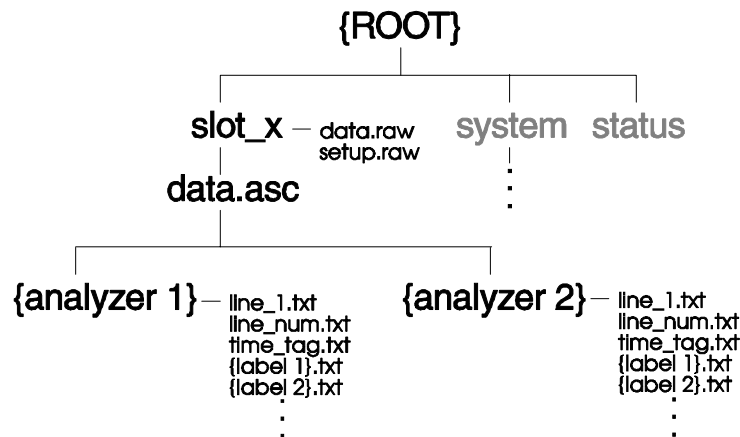 {ROOT}
slot_x
data.raw
setup.raw
system
status
data.asc
{analyzer 1}
line_1.txt
line_num.txt
time_tag.txt
{label 1}.txt
{label 2}.txt
{analyzer 2}
line_1.txt
line_num.txt
time_tag.txt
{label 1}.txt
{label 2}.txt